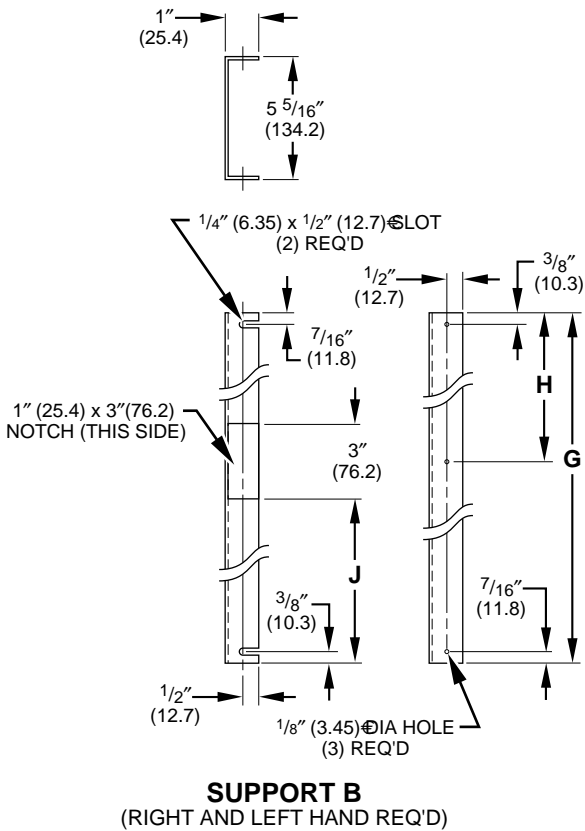 1"
(25.4)
5 5/16"
(134.2)
1/4" (6.35) x 1/2" (12.7)€SLOT
(2) REQ'D
1/2"
(12.7)
3/8"
(10.3)
7/16"
(11.8)
H
1" (25.4) x 3"(76.2)
NOTCH (THIS SIDE)
3"
(76.2)
G
J
3/8"
(10.3)
7/16"
(11.8)
1/2"
(12.7)
1/8" (3.45)€DIA HOLE
(3) REQ'D
SUPPORT B
(RIGHT AND LEFT HAND REQ'D)